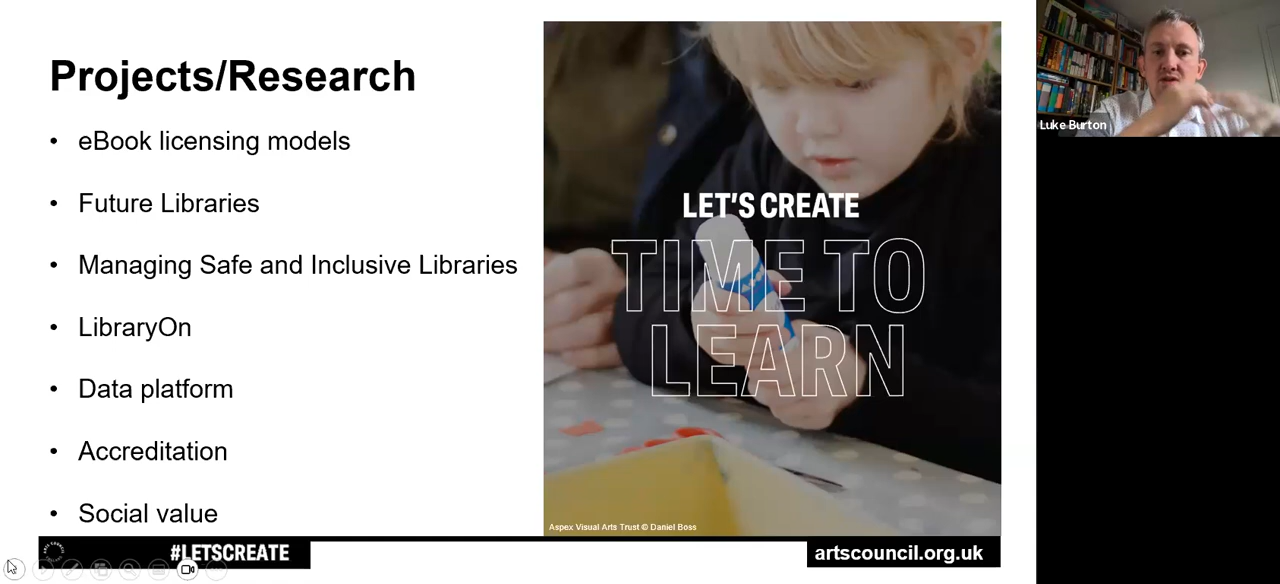 Projects/Research
• eBook licensing models
• Future Libraries
• Managing Safe and Inclusive Libraries
• LibraryOn
• Data platform
• Accreditation
• Social value
LET'S CREATE
TIME TO
LEARN
Aspex Visual Arts Trust © Daniel Boss
#LETSCREATE
artscouncil.org.uk
Luke Burton